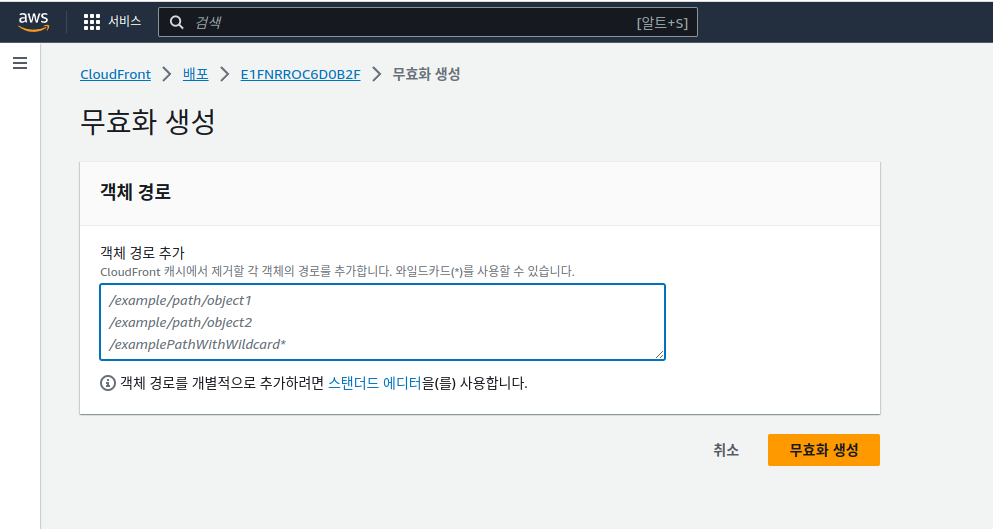 aws
서비스
검색
[알트+S]
CloudFront
배포
E1FNRROC6D0B2F
무효화 생성
무효화 생성
객체 경로
객체 경로 추가
CloudFront 캐시에서 제거할 각 객체의 경로를 추가합니다. 와일드카드(*)를 사용할 수 있습니다.
/example/path/object1
/example/path/object2
/examplePathWithWildcard*
객체 경로를 개별적으로 추가하려면 스탠더드 에디터을(를) 사용합니다.
취소
무효화 생성